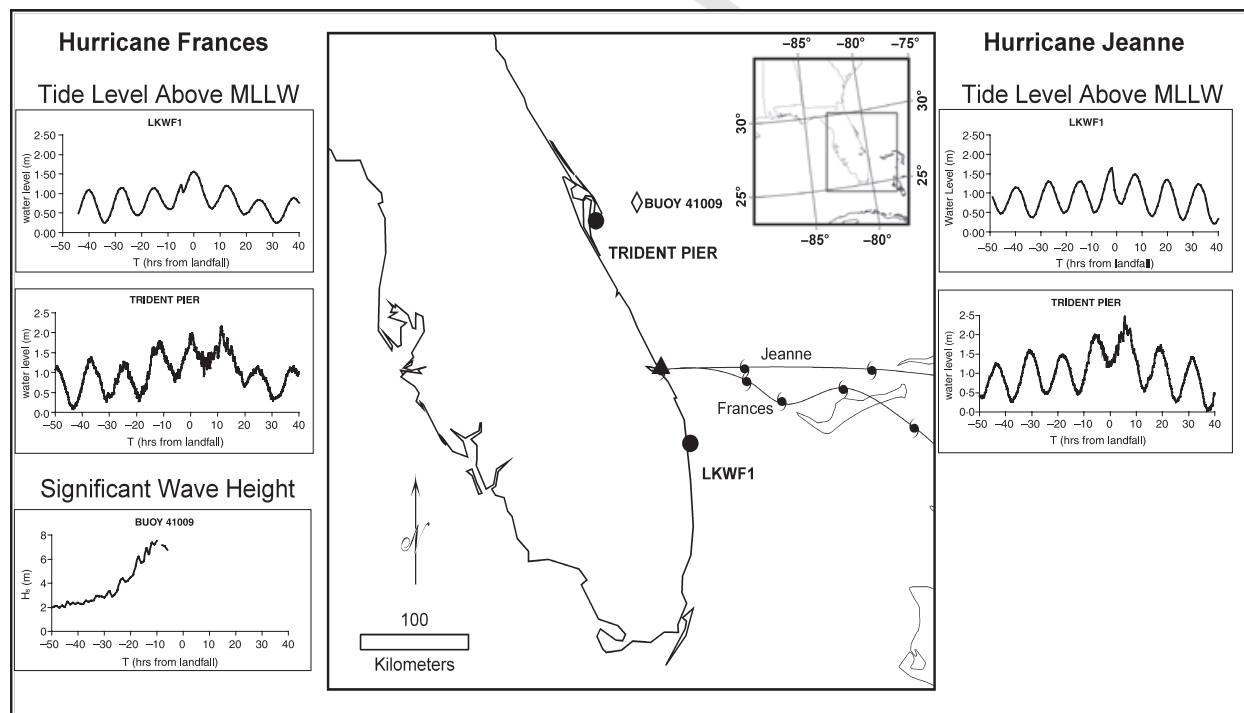 Hurricane Frances
Tide Level Above MLLW
LKWF1
2·50
2·00
1·50
1·00
0·50
0·00
water level (m)
−50 −40 −30 −20 −10 0 10 20 30 40
T (hrs from landfall)
TRIDENT PIER
2·5
2·0
1·5
1·0
0·5
0·0
water level (m)
−50 −40 −30 −20 −10 0 10 20 30 40
T (hrs from landfall)
Significant Wave Height
BUOY 41009
8
6
4
2
0
Hs (m)
−50 −40 −30 −20 −10 0 10 20 30 40
T (hrs from landfall)
−85° −80° −75°
30°
25°
30°
25°
−85° −80°
BUOY 41009
TRIDENT PIER
Jeanne
Frances
LKWF1
N
100
Kilometers
Hurricane Jeanne
Tide Level Above MLLW
LKWF1
2·50
2·00
1·50
1·00
0·50
0·00
Water Level (m)
−50 −40 −30 −20 −10 0 10 20 30 40
T (hrs from landfall)
TRIDENT PIER
2·5
2·0
1·5
1·0
0·5
0·0
water level (m)
−50 −40 −30 −20 −10 0 10 20 30 40
T (hrs from landfall)